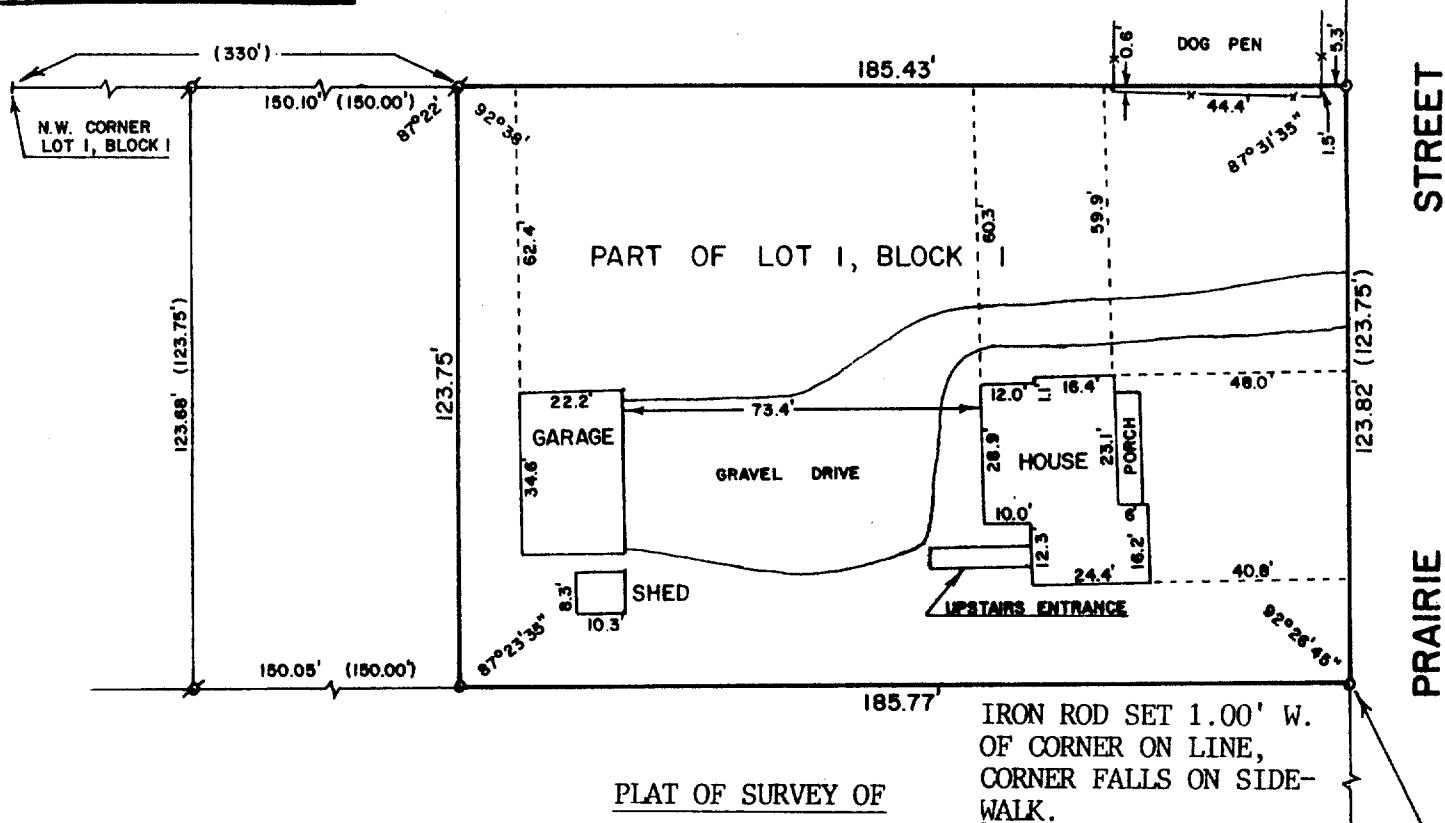 (330')
DOG PEN
0.6'
5.3'
185.43'
150.10' (150.00')
44.4'
N.W. CORNER
LOT 1, BLOCK 1
87°22'
92°38'
87°31'35"
1.5'
STREET
62.4'
60.3'
59.9'
PART OF LOT 1, BLOCK 1
123.68' (123.75')
123.75'
123.82' (123.75')
22.2'
73.4'
12.0'
1.1'
16.4'
48.0'
GARAGE
34.6'
GRAVEL DRIVE
28.9'
HOUSE
23.1'
PORCH
10.0'
6'
12.3'
16.2'
24.4'
40.8'
8.3'
SHED
10.3'
UPSTAIRS ENTRANCE
87°23'35"
92°26'45"
PRAIRIE
150.05' (150.00')
185.77'
IRON ROD SET 1.00' W.
OF CORNER ON LINE,
CORNER FALLS ON SIDE-
WALK.
PLAT OF SURVEY OF